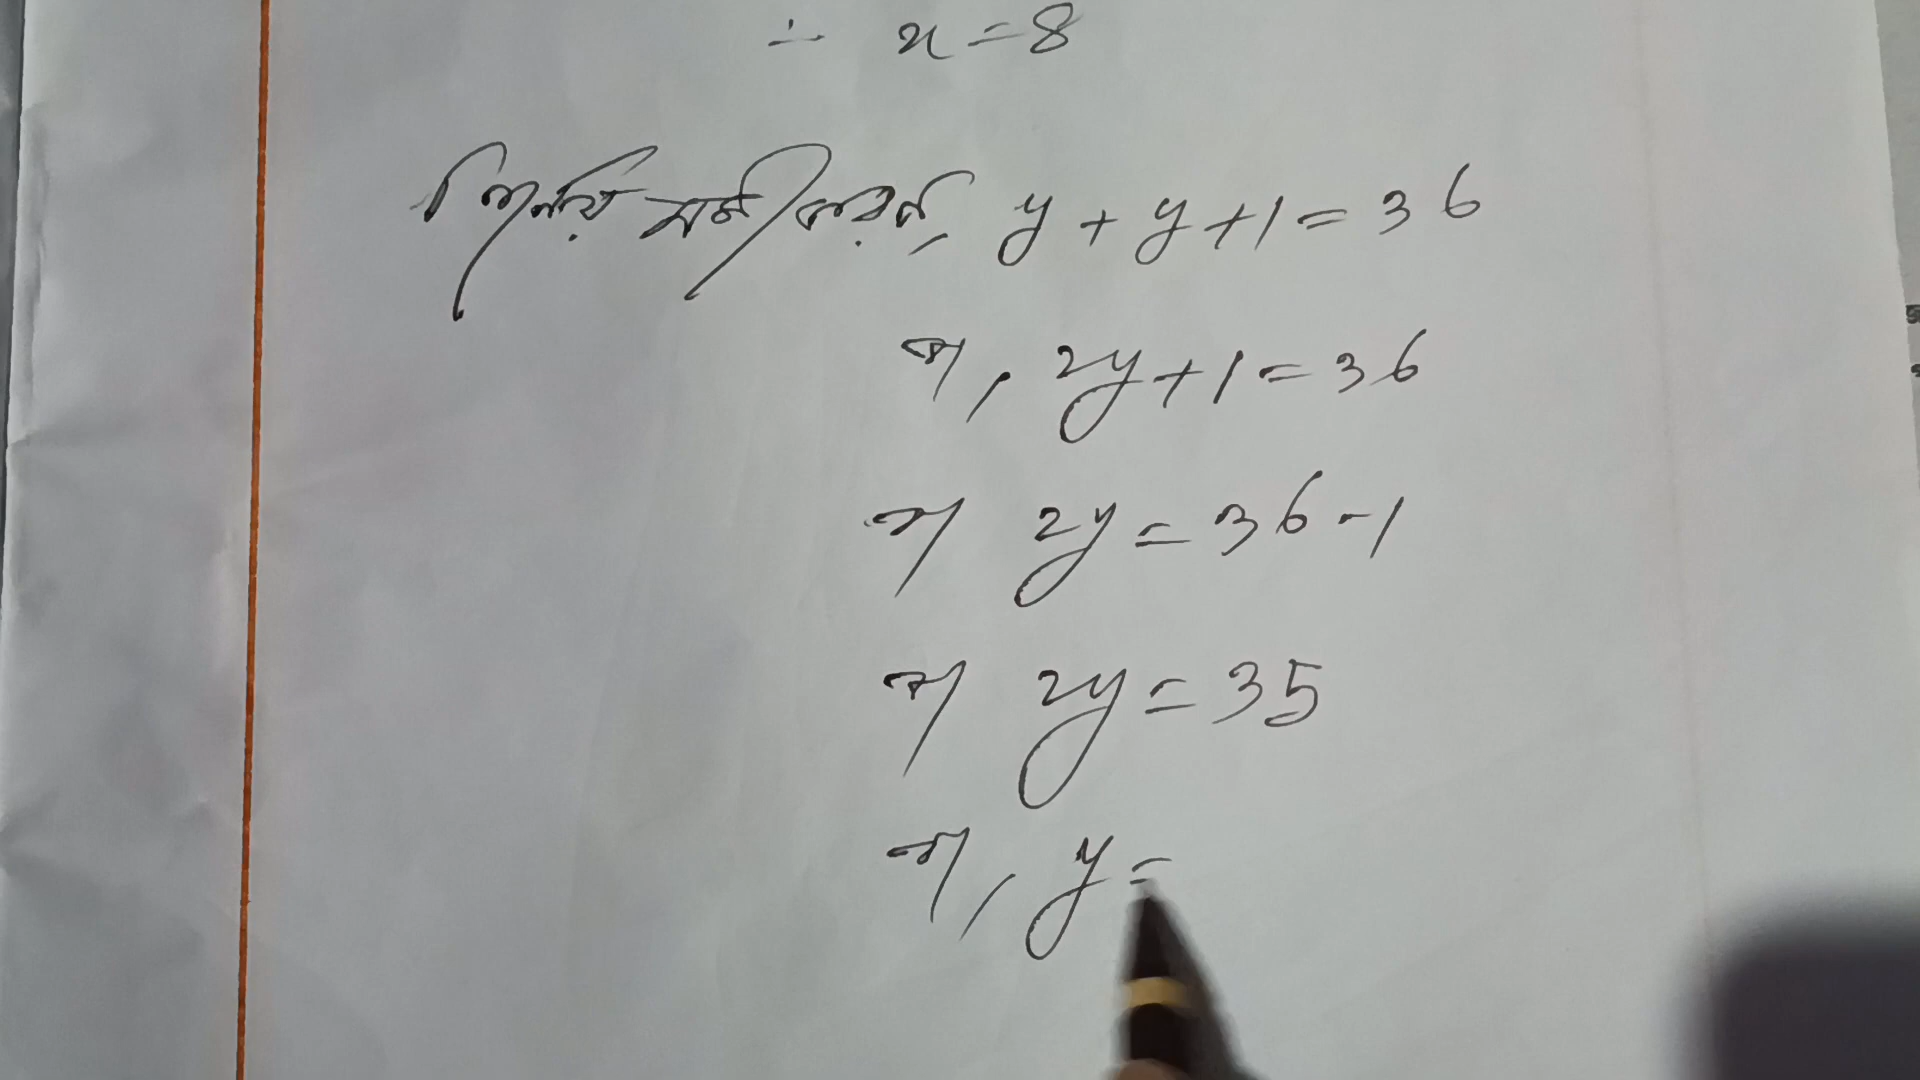 ∴ x = 8
নির্ণেয় সমীকরণ, y + y + 1 = 36
বা, 2y + 1 = 36
বা 2y = 36 - 1
বা 2y = 35
বা, y =